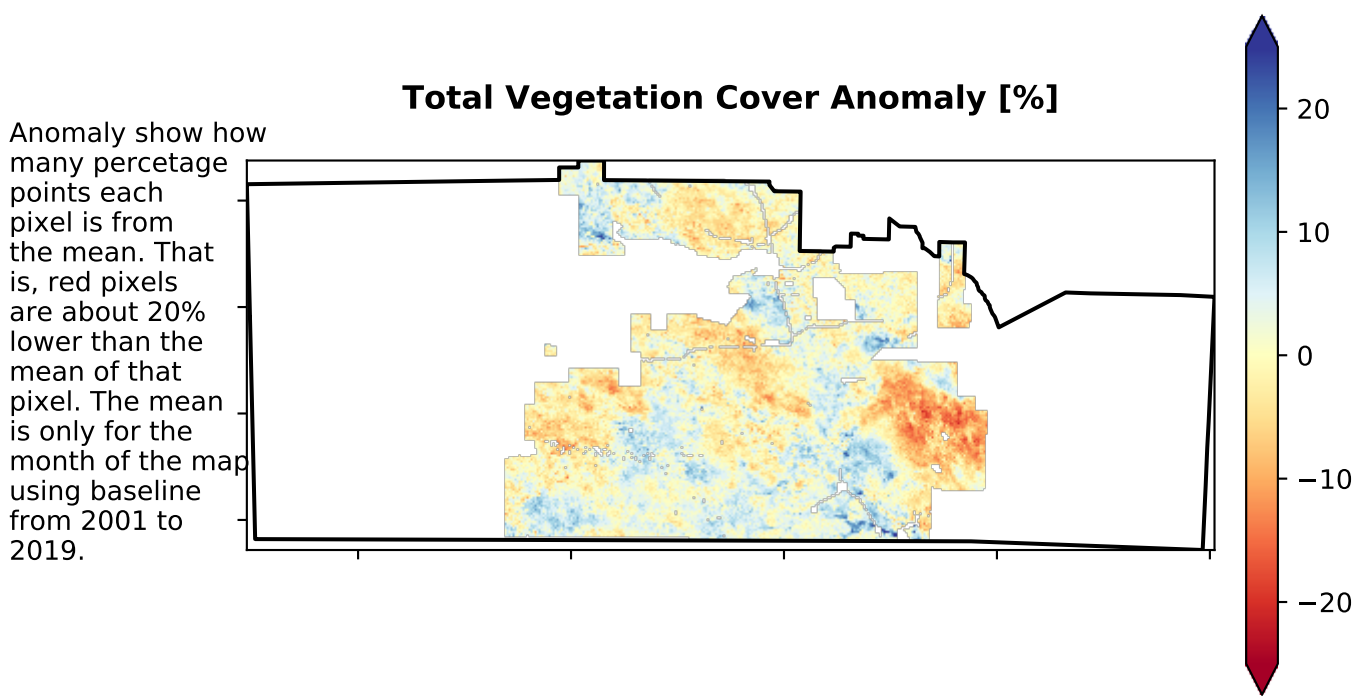 Total Vegetation Cover Anomaly [%]
Anomaly show how
many percetage
points each
pixel is from
the mean. That
is, red pixels
are about 20%
lower than the
mean of that
pixel. The mean
is only for the
month of the map
using baseline
from 2001 to
2019.
20
10
0
−10
−20